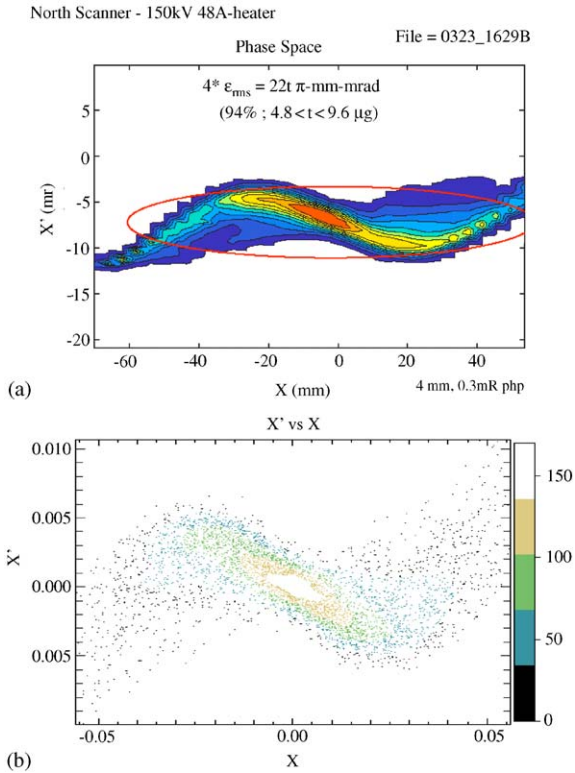 North Scanner - 150kV 48A-heater
File = 0323_1629B
Phase Space
4* εrms = 22t π-mm-mrad
(94% ; 4.8<t<9.6 μg)
5
0
-5
-10
-15
-20
X' (mr)
-60
-40
-20
0
20
40
X (mm)
4 mm, 0.3mR php
(a)
X' vs X
0.010
0.005
0.000
0.005
X'
-0.05
0.00
0.05
X
150
100
50
0
(b)